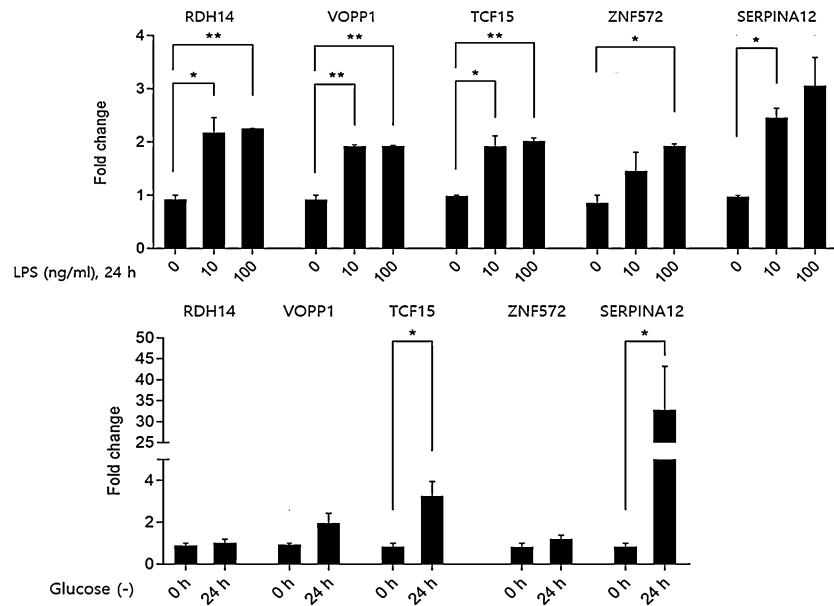 RDH14 VOPP1 TCF15 ZNF572 SERPINA12
** ** ** * *
* ** *
4
3
2
1
0
Fold change
0 10 100 0 10 100 0 10 100 0 10 100 0 10 100
LPS (ng/ml), 24 h
RDH14 VOPP1 TCF15 ZNF572 SERPINA12
* *
50
45
40
35
30
25
4
2
0
Fold change
0 h 24 h 0 h 24 h 0 h 24 h 0 h 24 h 0 h 24 h
Glucose (-)